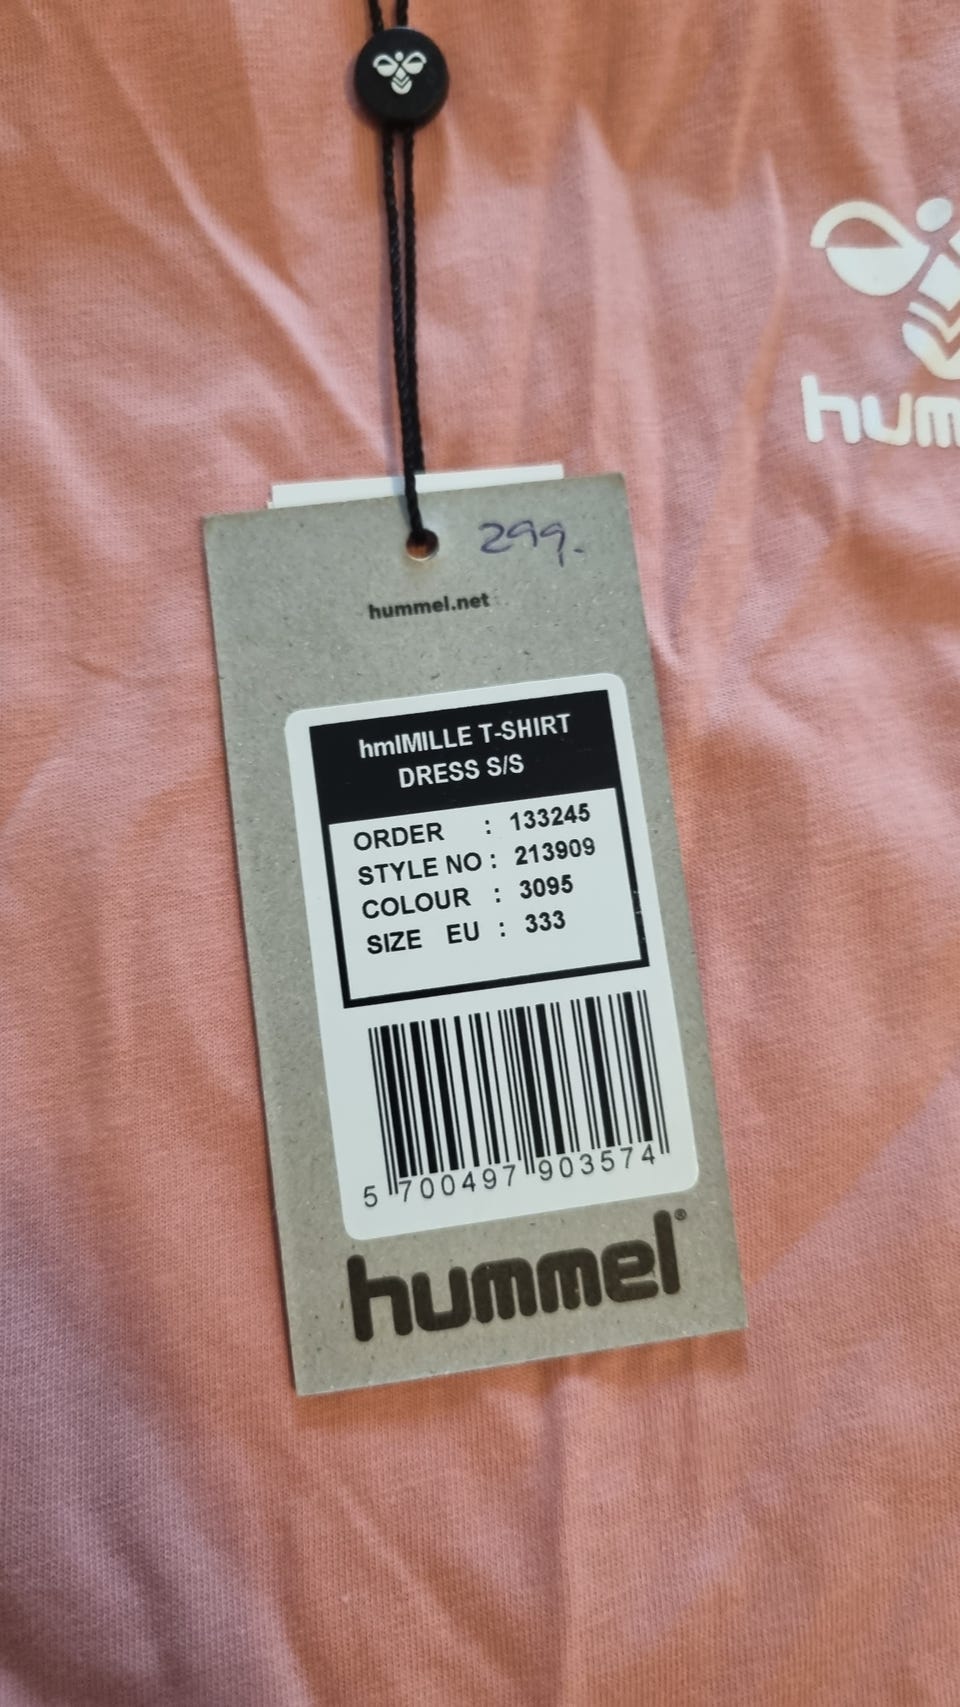 hum
299.
hummel.net
hmlMILLE T-SHIRT
DRESS S/S
ORDER : 133245
STYLE NO : 213909
COLOUR : 3095
SIZE EU : 333
5 700497 903574
hummel®